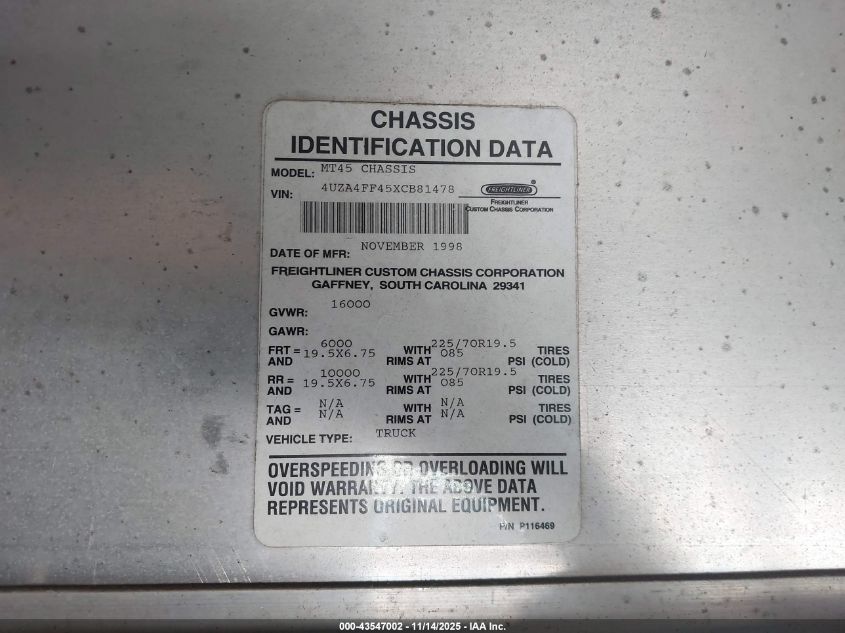 CHASSIS
IDENTIFICATION DATA
MODEL: MT45 CHASSIS
VIN: 4UZA4FF45XCB81478
FREIGHTLINER
FREIGHTLINER
CUSTOM CHASSIS CORPORATION
DATE OF MFR: NOVEMBER 1998
FREIGHTLINER CUSTOM CHASSIS CORPORATION
GAFFNEY, SOUTH CAROLINA 29341
GVWR: 16000
GAWR:
FRT = 6000 WITH 225/70R19.5 TIRES
AND 19.5X6.75 RIMS AT 085 PSI (COLD)
RR = 10000 WITH 225/70R19.5 TIRES
AND 19.5X6.75 RIMS AT 085 PSI (COLD)
TAG = N/A WITH N/A TIRES
AND N/A RIMS AT N/A PSI (COLD)
VEHICLE TYPE: TRUCK
OVERSPEEDING OR OVERLOADING WILL
VOID WARRANTY. THE ABOVE DATA
REPRESENTS ORIGINAL EQUIPMENT.
P/N P116469
000-43547002 • 11/14/2025 • IAA Inc.